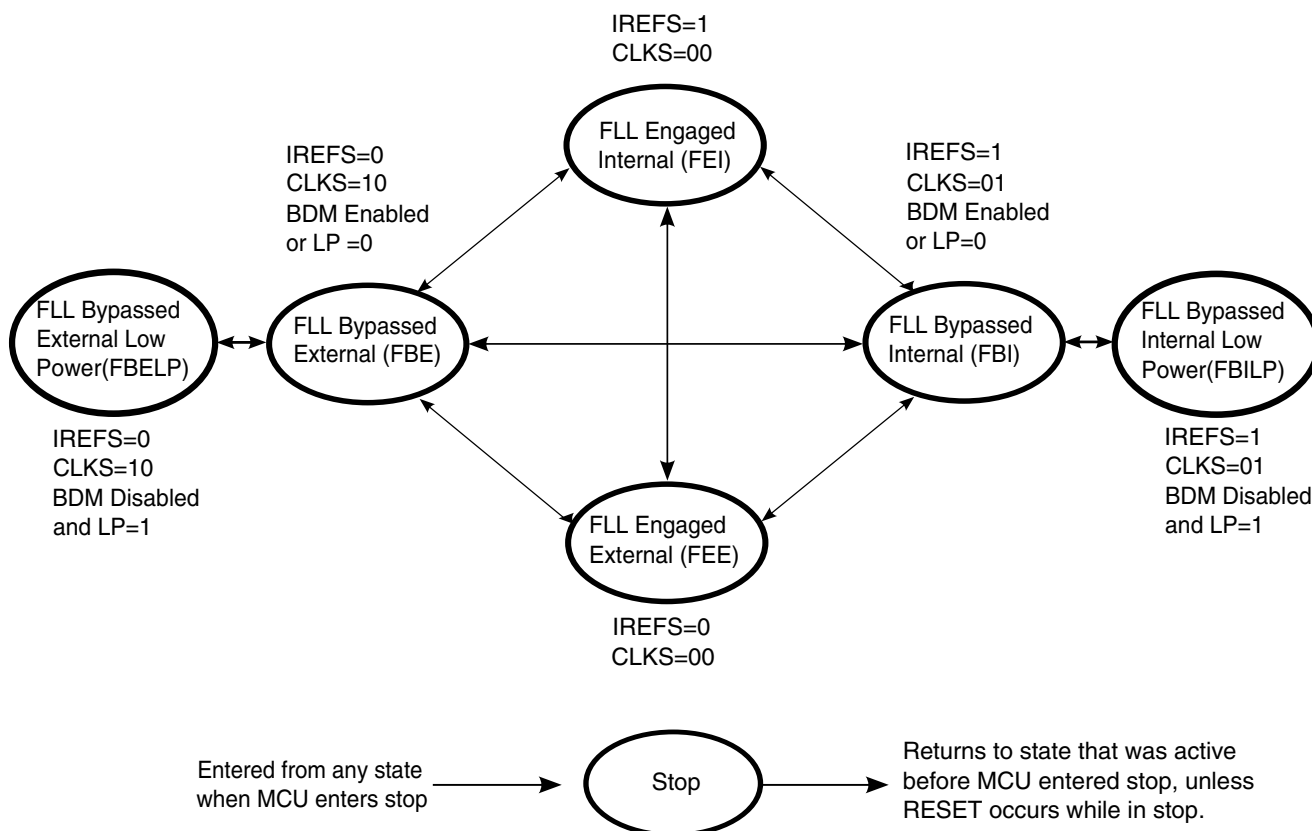 IREFS=1
CLKS=00
FLL Engaged
Internal (FEI)
IREFS=0
CLKS=10
BDM Enabled
or LP =0
IREFS=1
CLKS=01
BDM Enabled
or LP=0
FLL Bypassed
External Low
Power(FBELP)
FLL Bypassed
External (FBE)
FLL Bypassed
Internal (FBI)
FLL Bypassed
Internal Low
Power(FBILP)
IREFS=0
CLKS=10
BDM Disabled
and LP=1
IREFS=1
CLKS=01
BDM Disabled
and LP=1
FLL Engaged
External (FEE)
IREFS=0
CLKS=00
Entered from any state
when MCU enters stop
Stop
Returns to state that was active
before MCU entered stop, unless
RESET occurs while in stop.